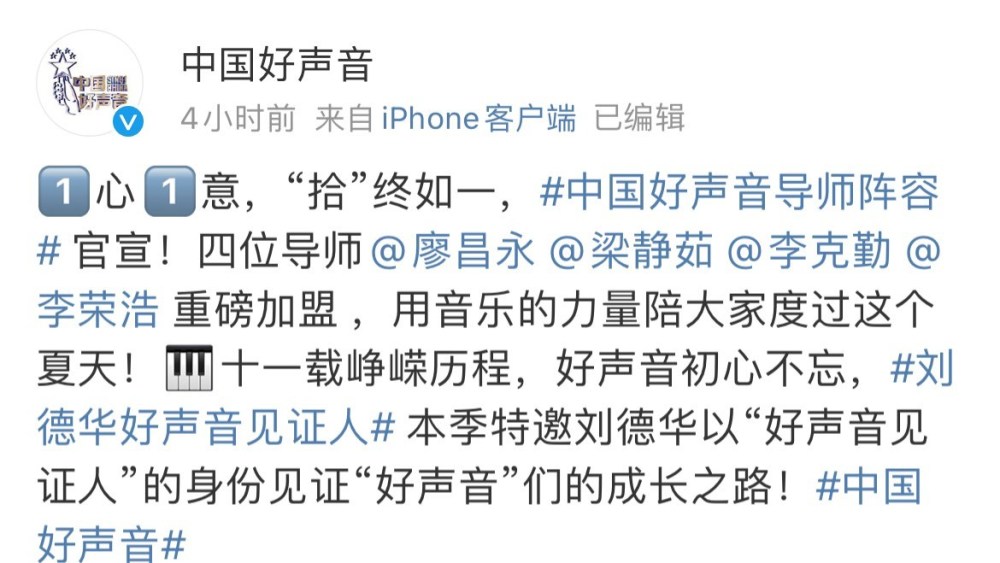 中国好声音
中国好声音
4小时前 来自 iPhone客户端 已编辑
1️⃣心1️⃣意，“拾”终如一，#中国好声音导师阵容
# 官宣！四位导师@廖昌永 @梁静茹 @李克勤 @
李荣浩 重磅加盟 ，用音乐的力量陪大家度过这个
夏天！🎹十一载峥嵘历程，好声音初心不忘，#刘
德华好声音见证人# 本季特邀刘德华以“好声音见
证人”的身份见证“好声音”们的成长之路！#中国
好声音#